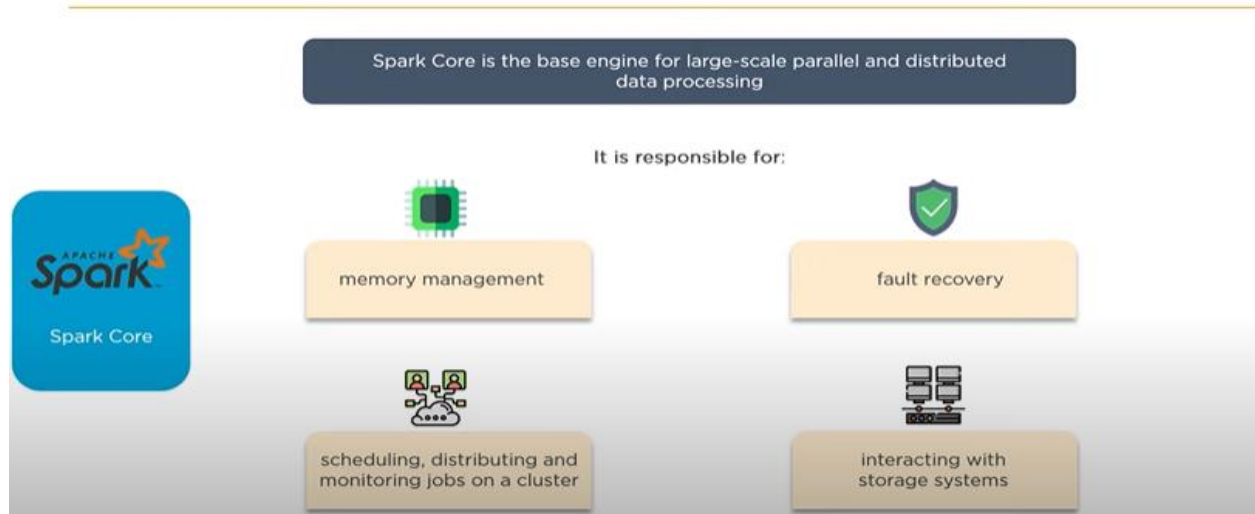 Spark Core is the base engine for large-scale parallel and distributed
data processing
It is responsible for:
APACHE
Spark
Spark Core
memory management
fault recovery
scheduling, distributing and
monitoring jobs on a cluster
interacting with
storage systems